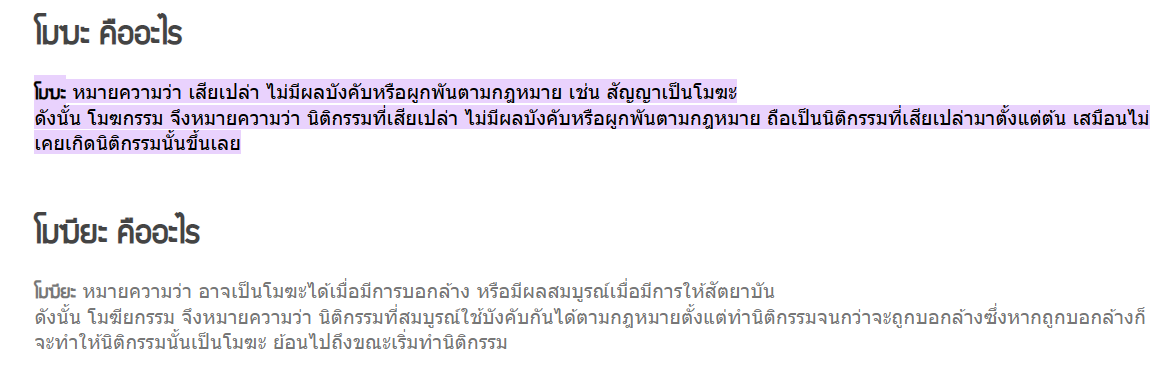 โมฆะ คืออะไร
โมฆะ หมายความว่า เสียเปล่า ไม่มีผลบังคับหรือผูกพันตามกฎหมาย เช่น สัญญาเป็นโมฆะ
ดังนั้น โมฆกรรม จึงหมายความว่า นิติกรรมที่เสียเปล่า ไม่มีผลบังคับหรือผูกพันตามกฎหมาย ถือเป็นนิติกรรมที่เสียเปล่ามาตั้งแต่ต้น เสมือนไม่
เคยเกิดนิติกรรมนั้นขึ้นเลย
โมฆียะ คืออะไร
โมฆียะ หมายความว่า อาจเป็นโมฆะได้เมื่อมีการบอกล้าง หรือมีผลสมบูรณ์เมื่อมีการให้สัตยาบัน
ดังนั้น โมฆียกรรม จึงหมายความว่า นิติกรรมที่สมบูรณ์ใช้บังคับกันได้ตามกฎหมายตั้งแต่ทำนิติกรรมจนกว่าจะถูกบอกล้างซึ่งหากถูกบอกล้างก็
จะทำให้นิติกรรมนั้นเป็นโมฆะ ย้อนไปถึงขณะเริ่มทำนิติกรรม